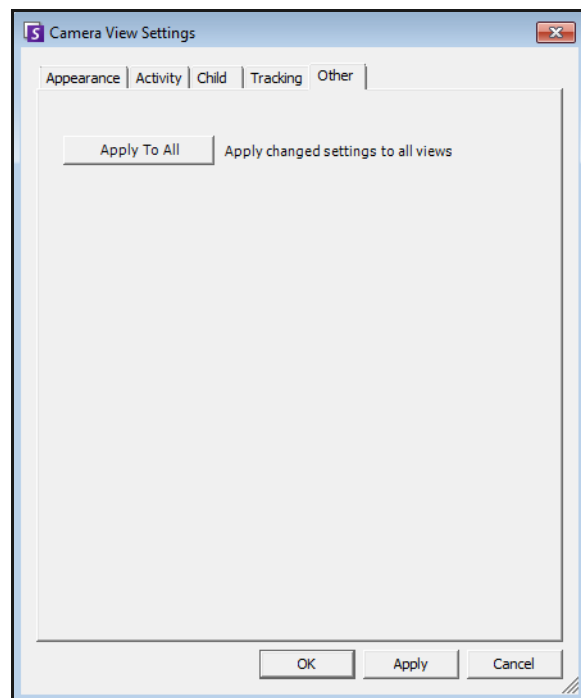 Camera View Settings
Appearance Activity Child Tracking Other
Apply To All Apply changed settings to all views
OK Apply Cancel